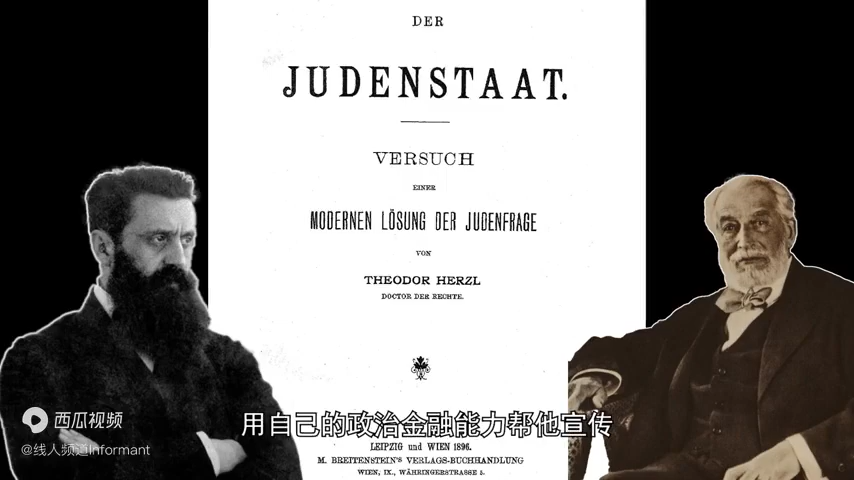 DER
JUDENSTAAT.
VERSUCH
EINER
MODERNEN LÖSUNG DER JUDENFRAGE
VON
THEODOR HERZL
DOCTOR DER RECHTE.
西瓜视频
用自己的政治金融能力帮他宣传
@线人频道Informant
LEIPZIG und WIEN 1896.
M. BREITENSTEIN'S VERLAGS-BUCHHANDLUNG
WIEN, IX., WÄHRINGERSTRASSE 5.